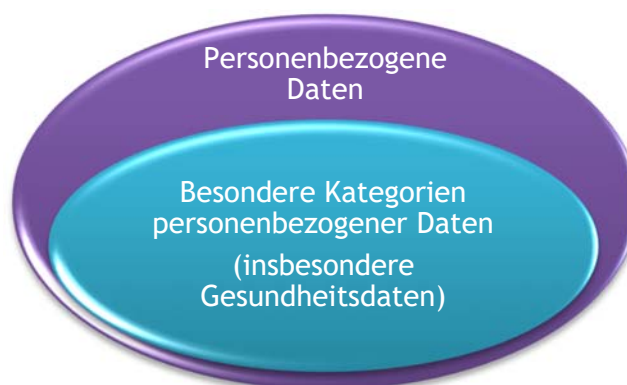 Personenbezogene
Daten
Besondere Kategorien
personenbezogener Daten
(insbesondere
Gesundheitsdaten)